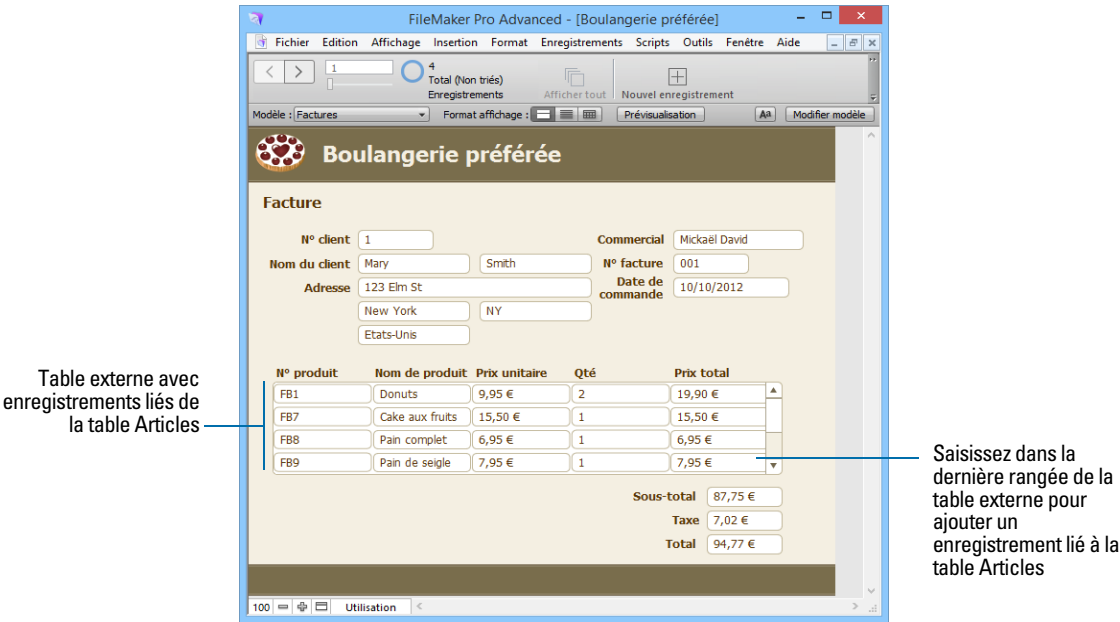 FileMaker Pro Advanced - [Boulangerie préférée]
Fichier Edition Affichage Insertion Format Enregistrements Scripts Outils Fenêtre Aide
1
4
Total (Non triés)
Enregistrements
Afficher tout
Nouvel enregistrement
Modèle : Factures
Format affichage :
Prévisualisation
Aa
Modifier modèle
Boulangerie préférée
Facture
Nº client 1
Commercial Mickaël David
Nom du client Mary Smith
Nº facture 001
Adresse 123 Elm St
Date de
commande 10/10/2012
New York NY
Etats-Unis
Nº produit Nom de produit Prix unitaire Qté Prix total
FB1 Donuts 9,95 € 2 19,90 €
FB7 Cake aux fruits 15,50 € 1 15,50 €
FB8 Pain complet 6,95 € 1 6,95 €
FB9 Pain de seigle 7,95 € 1 7,95 €
Sous-total 87,75 €
Taxe 7,02 €
Total 94,77 €
100 Utilisation
Table externe avec
enregistrements liés de
la table Articles
Saisissez dans la
dernière rangée de la
table externe pour
ajouter un
enregistrement lié à la
table Articles